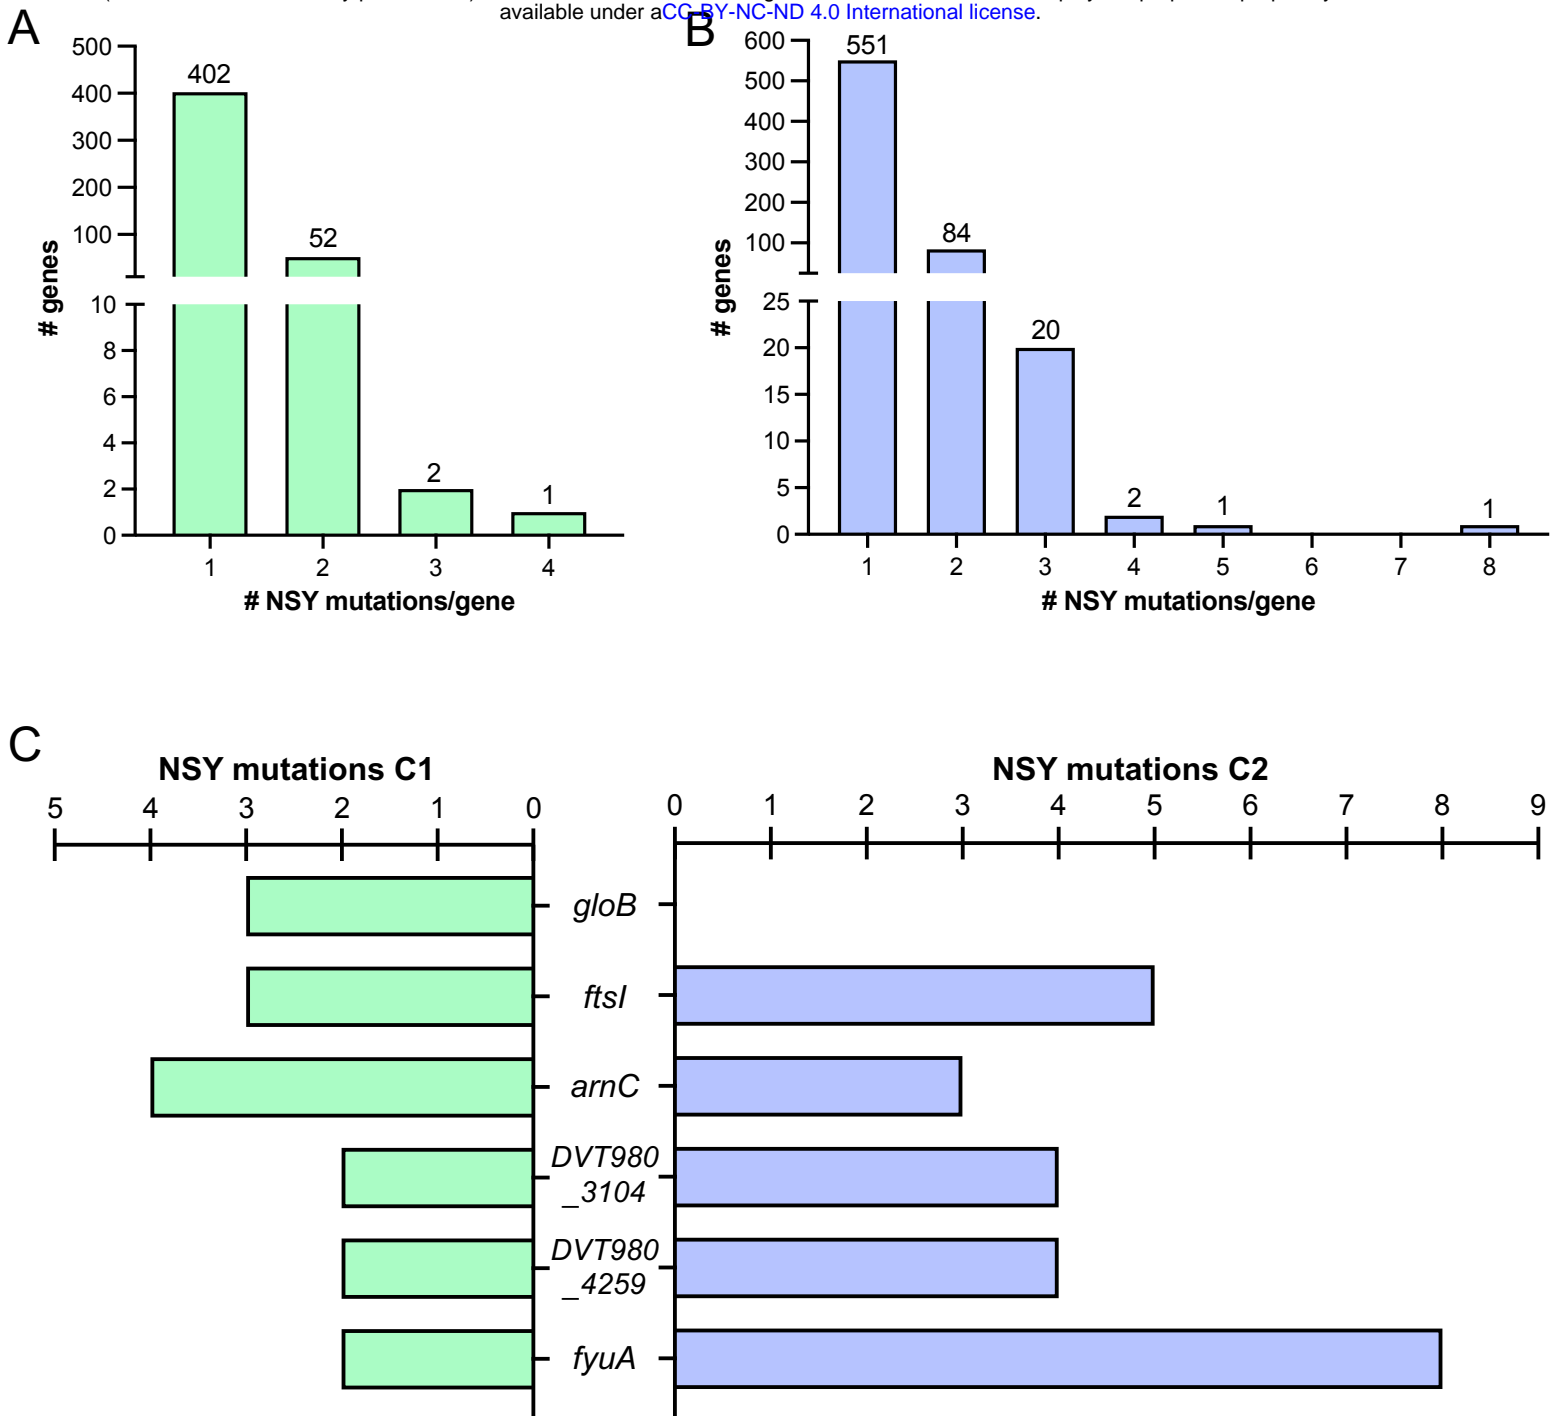 available under aCC-BY-NC-ND 4.0 International license.
A
500
400
300
200
100
10
8
6
4
2
0
# genes
402
52
2
1
1 2 3 4
# NSY mutations/gene
B
600
500
400
300
200
100
25
20
15
10
5
0
# genes
551
84
20
2
1
1
1 2 3 4 5 6 7 8
# NSY mutations/gene
C
NSY mutations C1
5 4 3 2 1 0
NSY mutations C2
0 1 2 3 4 5 6 7 8 9
gloB
ftsI
arnC
DVT980
_3104
DVT980
_4259
fyuA